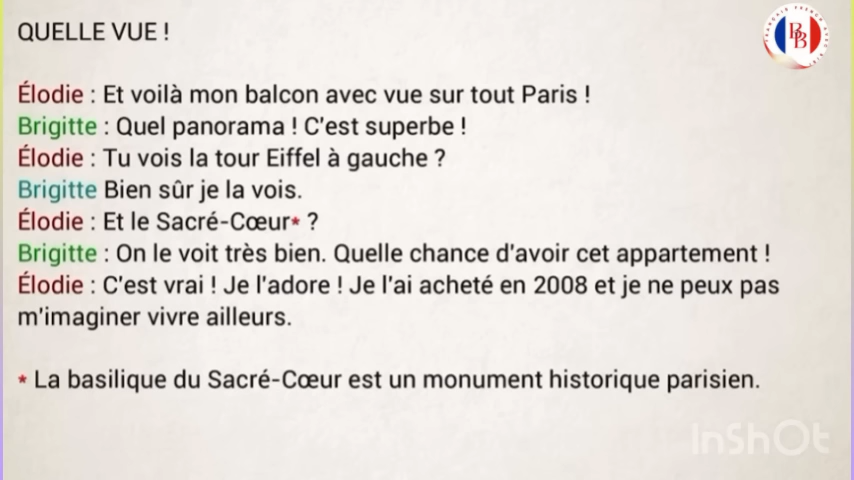 QUELLE VUE !
Élodie : Et voilà mon balcon avec vue sur tout Paris !
Brigitte : Quel panorama ! C'est superbe !
Élodie : Tu vois la tour Eiffel à gauche ?
Brigitte Bien sûr je la vois.
Élodie : Et le Sacré-Cœur* ?
Brigitte : On le voit très bien. Quelle chance d'avoir cet appartement !
Élodie : C'est vrai ! Je l'adore ! Je l'ai acheté en 2008 et je ne peux pas
m'imaginer vivre ailleurs.
* La basilique du Sacré-Cœur est un monument historique parisien.
InShOt